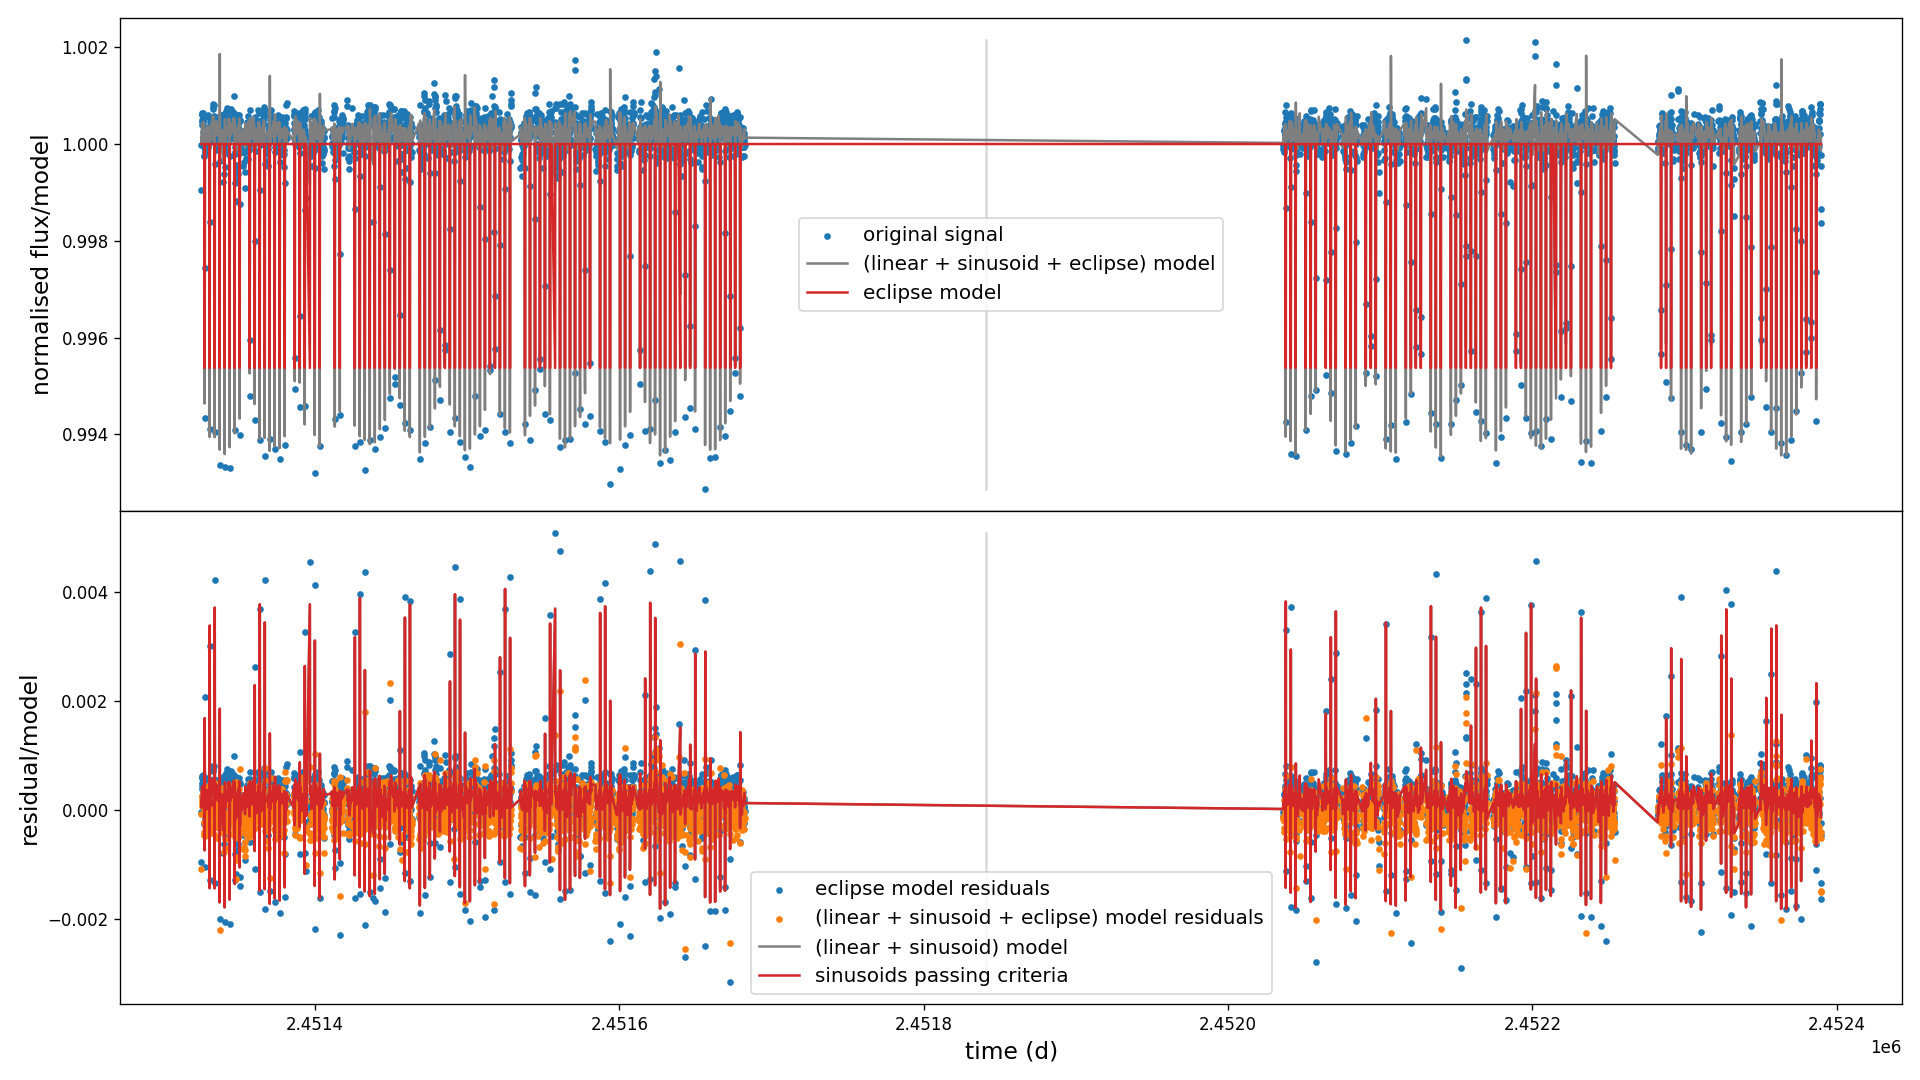 normalised flux/model
1.002
1.000
0.998
0.996
0.994
original signal
(linear + sinusoid + eclipse) model
eclipse model
residual/model
0.004
0.002
0.000
−0.002
eclipse model residuals
(linear + sinusoid + eclipse) model residuals
(linear + sinusoid) model
sinusoids passing criteria
2.4514 2.4516 2.4518 2.4520 2.4522 2.4524
1e6
time (d)